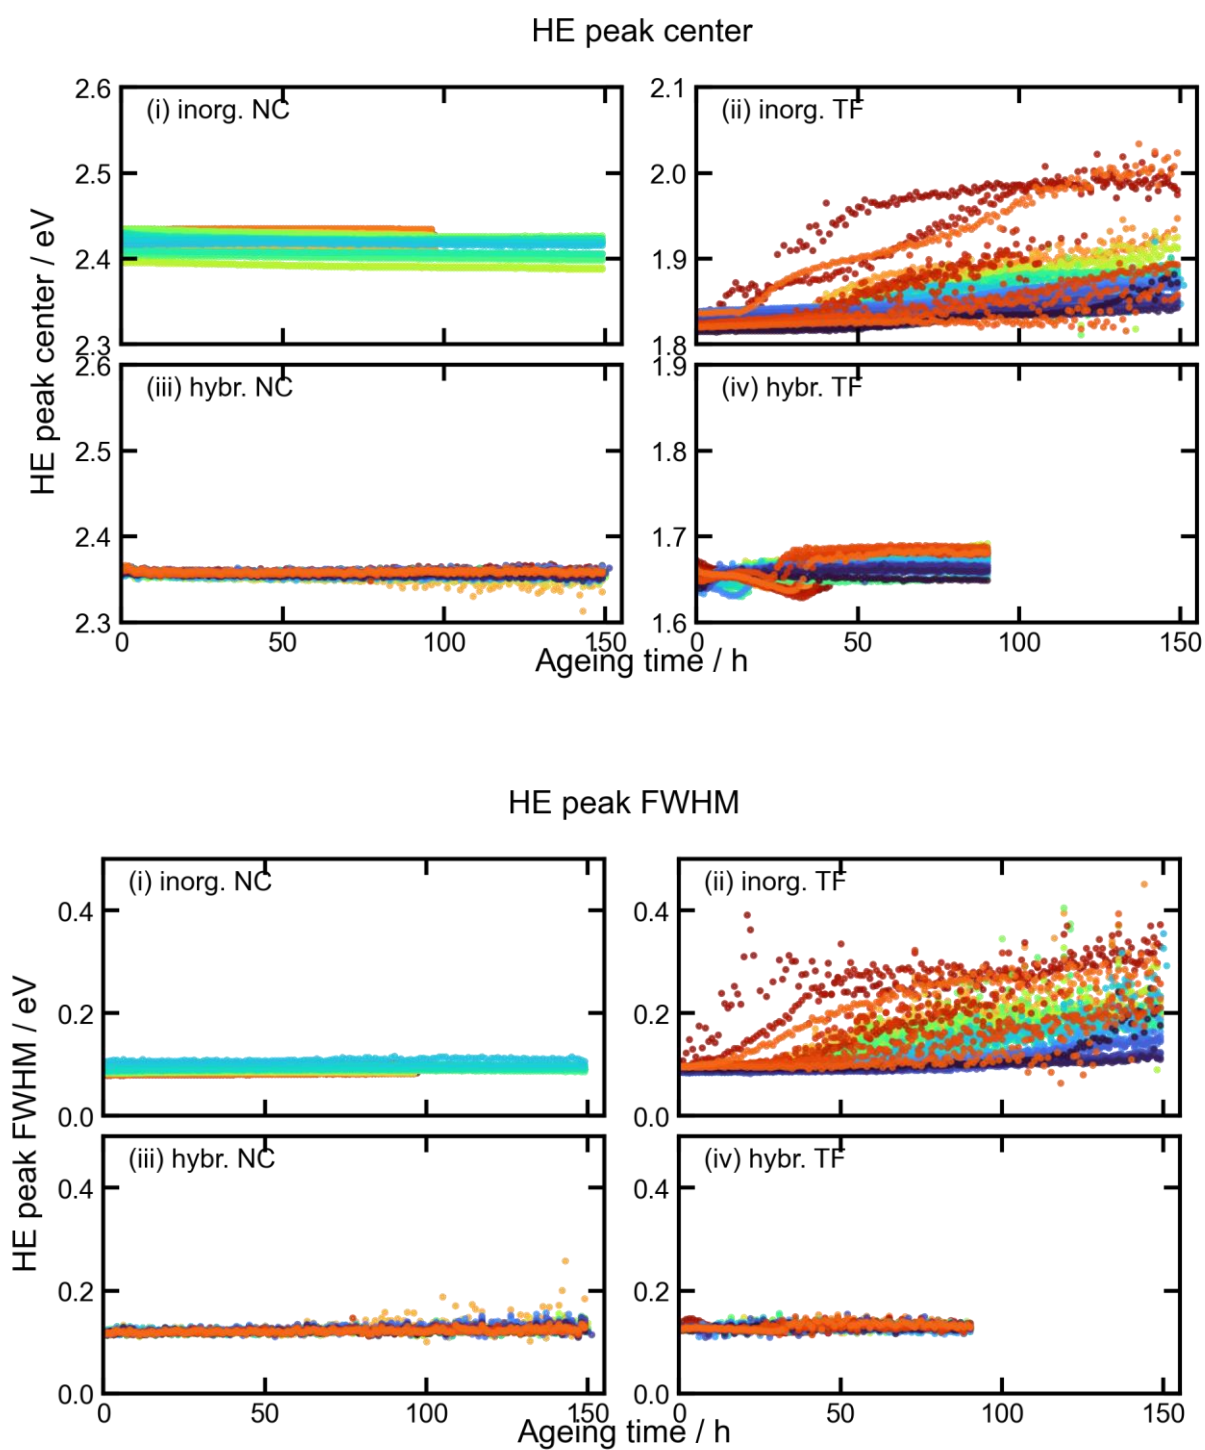 HE peak center
HE peak center / eV
2.6
(i) inorg. NC
2.5
2.4
2.3
2.1
(ii) inorg. TF
2.0
1.9
1.8
2.6
(iii) hybr. NC
2.5
2.4
2.3
0 50 100 150
1.9
(iv) hybr. TF
1.8
1.7
1.6
0 50 100 150
Ageing time / h
HE peak FWHM
HE peak FWHM / eV
(i) inorg. NC
0.4
0.2
0.0
(ii) inorg. TF
0.4
0.2
0.0
(iii) hybr. NC
0.4
0.2
0.0
0 50 100 150
(iv) hybr. TF
0.4
0.2
0.0
0 50 100 150
Ageing time / h